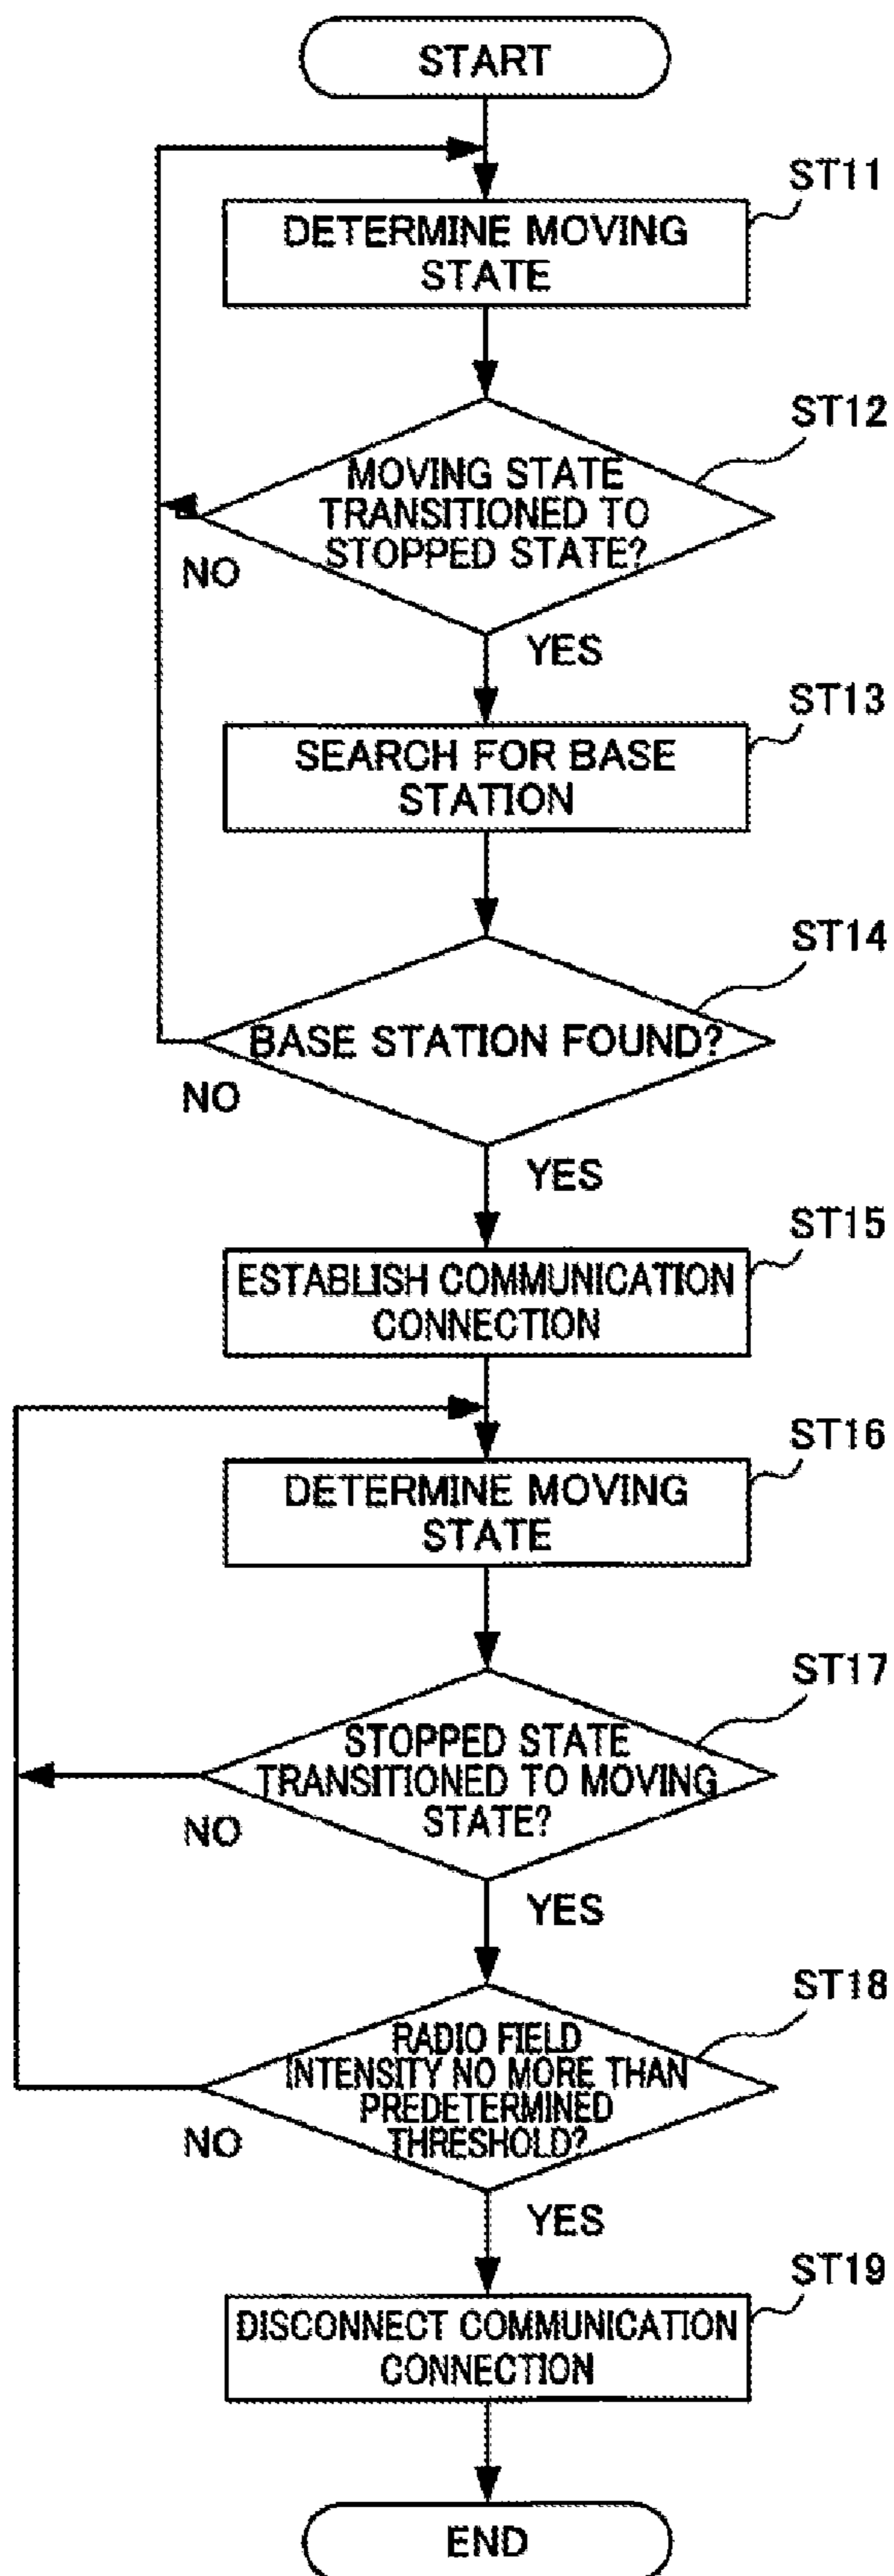 START
ST11
DETERMINE MOVING
STATE
ST12
MOVING STATE
TRANSITIONED TO
STOPPED STATE?
NO
YES
ST13
SEARCH FOR BASE
STATION
ST14
BASE STATION FOUND?
NO
YES
ST15
ESTABLISH COMMUNICATION
CONNECTION
ST16
DETERMINE MOVING
STATE
ST17
STOPPED STATE
TRANSITIONED TO MOVING
STATE?
NO
YES
ST18
RADIO FIELD
INTENSITY NO MORE THAN
PREDETERMINED
THRESHOLD?
NO
YES
ST19
DISCONNECT COMMUNICATION
CONNECTION
END